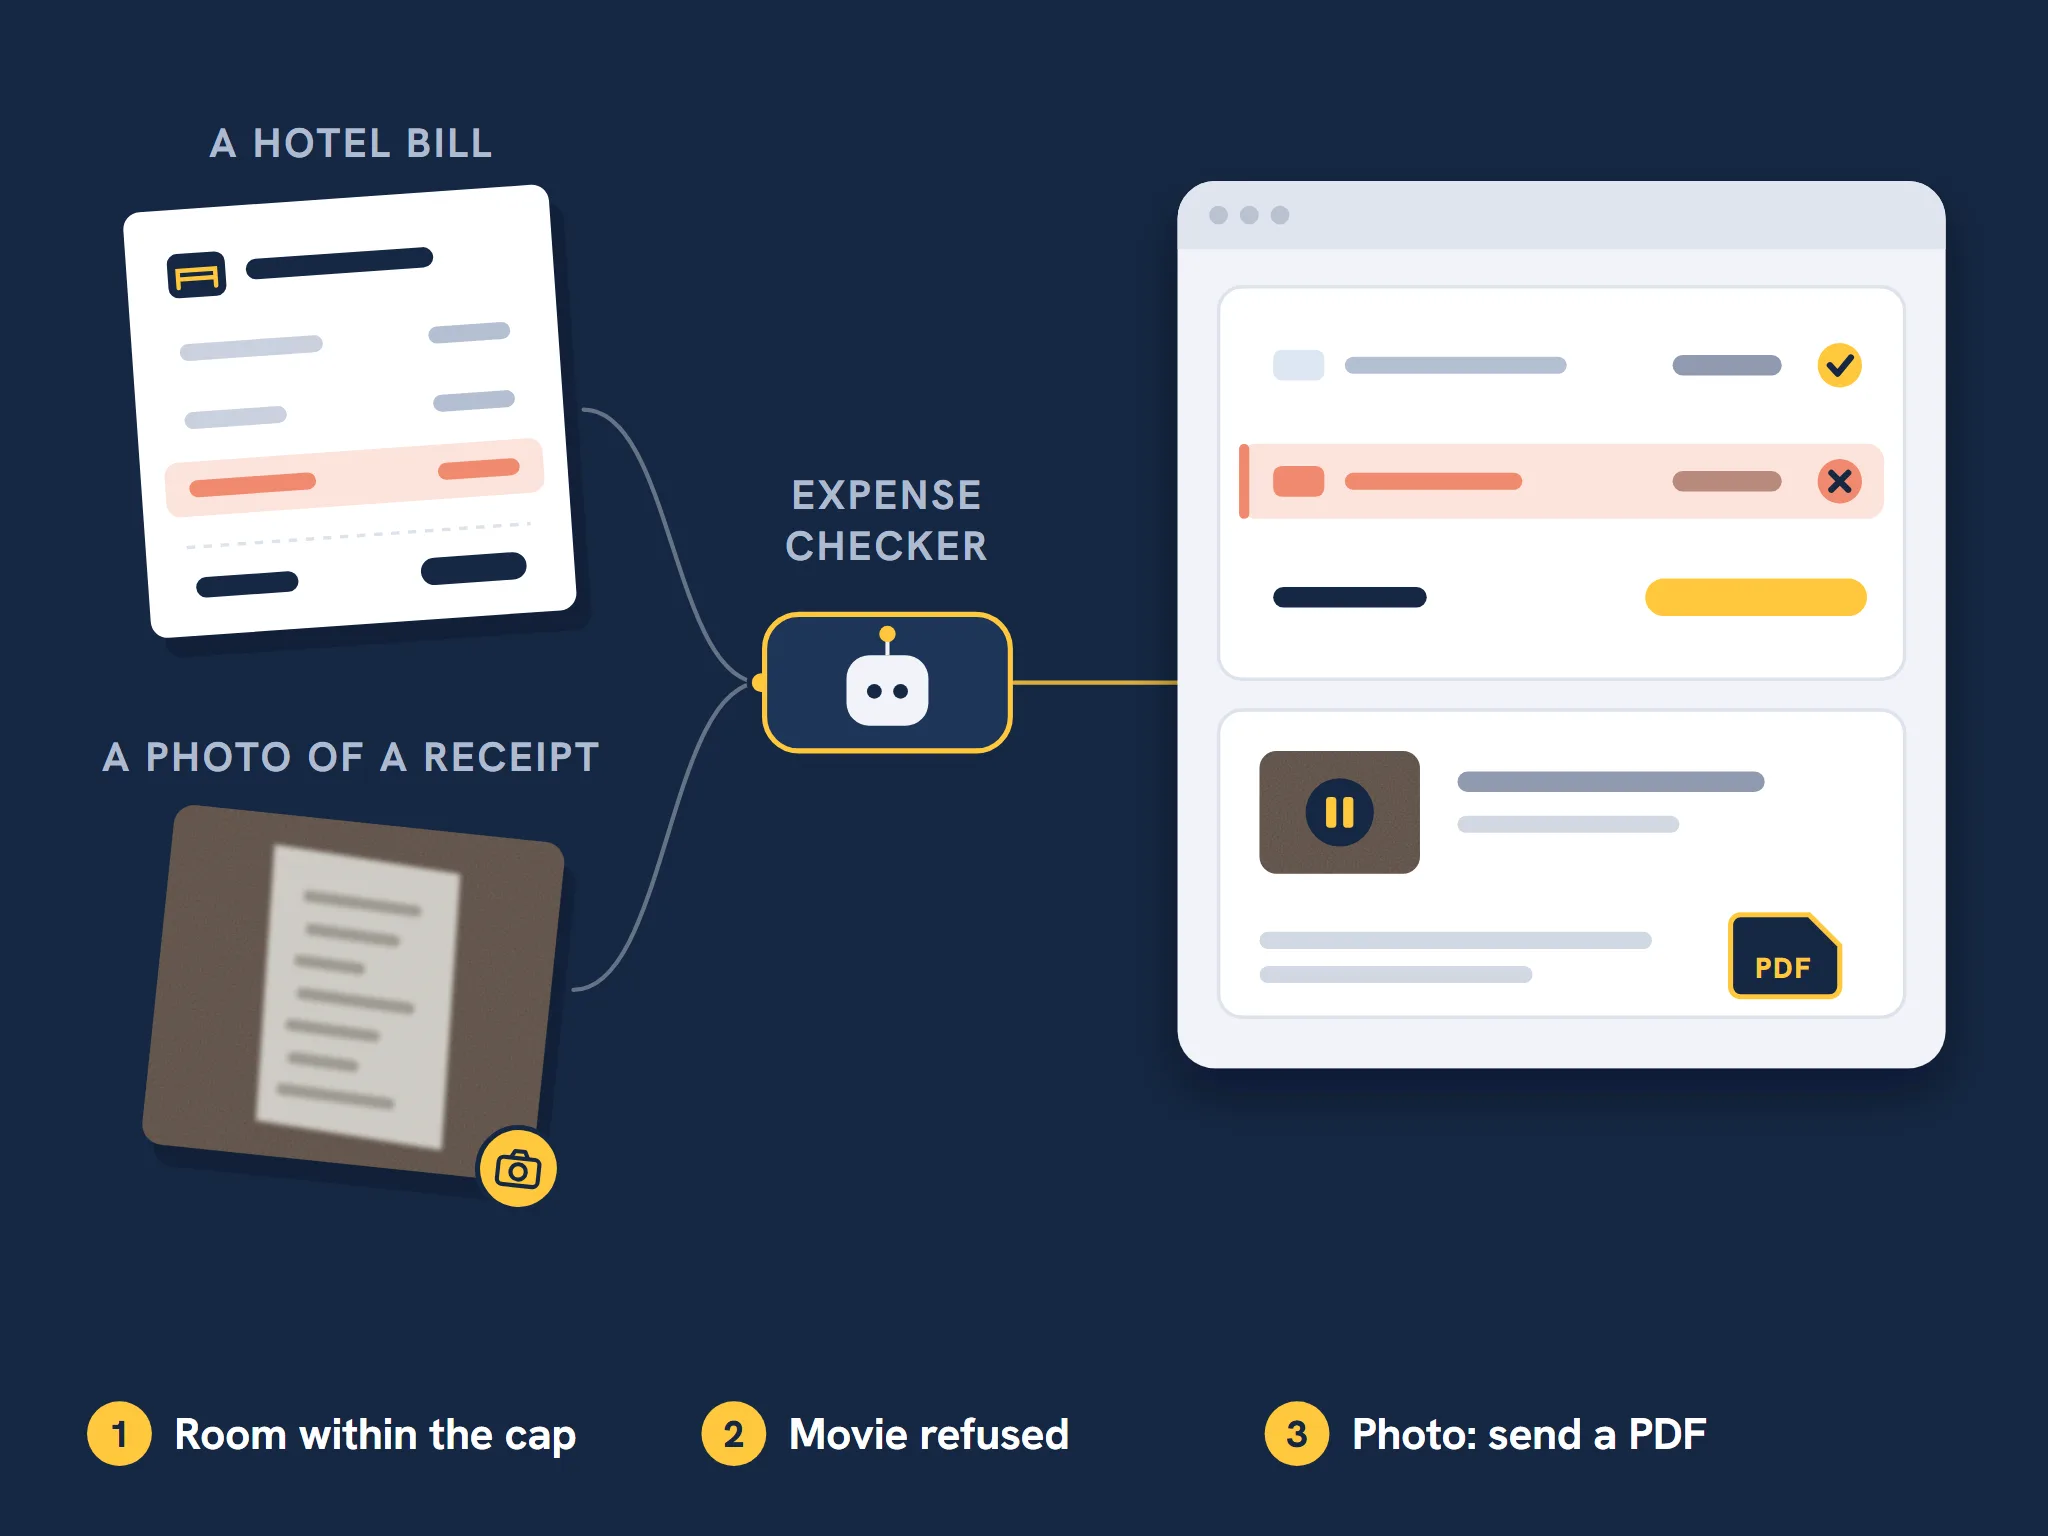 A HOTEL BILL
EXPENSE
CHECKER
A PHOTO OF A RECEIPT
PDF
1 Room within the cap
2 Movie refused
3 Photo: send a PDF